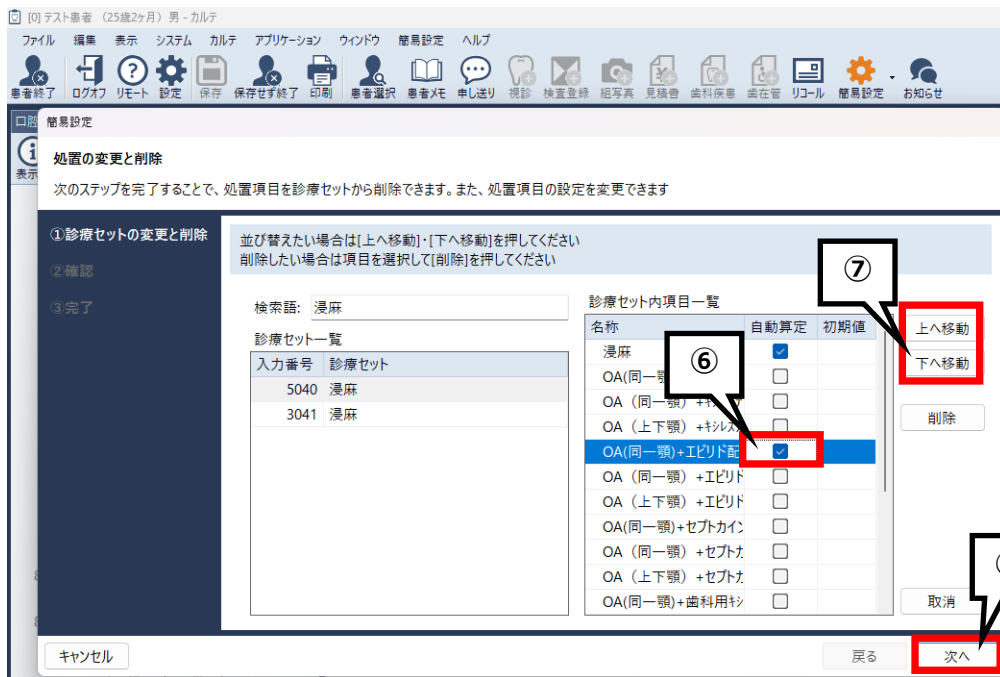 [0] テスト患者 （25歳2ヶ月）男 - カルテ
ファイル 編集 表示 システム カルテ アプリケーション ウインドウ 簡易設定 ヘルプ
患者終了 ログオフ リモート 設定 保存 保存せず終了 印刷 患者選択 患者メモ 申し送り 視診 検査登録 組写真 見積書 歯科疾患 歯在管 リコール 簡易設定 お知らせ
口腔
表示
簡易設定
処置の変更と削除
次のステップを完了することで、処置項目を診療セットから削除できます。また、処置項目の設定を変更できます
①診療セットの変更と削除
②確認
③完了
並び替えたい場合は[上へ移動]・[下へ移動]を押してください
削除したい場合は項目を選択して[削除]を押してください
検索語: 浸麻
診療セット一覧
入力番号 診療セット
5040 浸麻
3041 浸麻
診療セット内項目一覧
名称 自動算定 初期値
浸麻
OA(同一顎)
OA（同一顎）+キシ
OA（上下顎）+キシレス
OA(同一顎)+エピリド配
OA（同一顎）+エピリド
OA（上下顎）+エピリド
OA(同一顎)+セプトカイン
OA（同一顎）+セプトカ
OA（上下顎）+セプトカ
OA(同一顎)+歯科用キシ
⑥
⑦
上へ移動
下へ移動
削除
取消
キャンセル
戻る
次へ